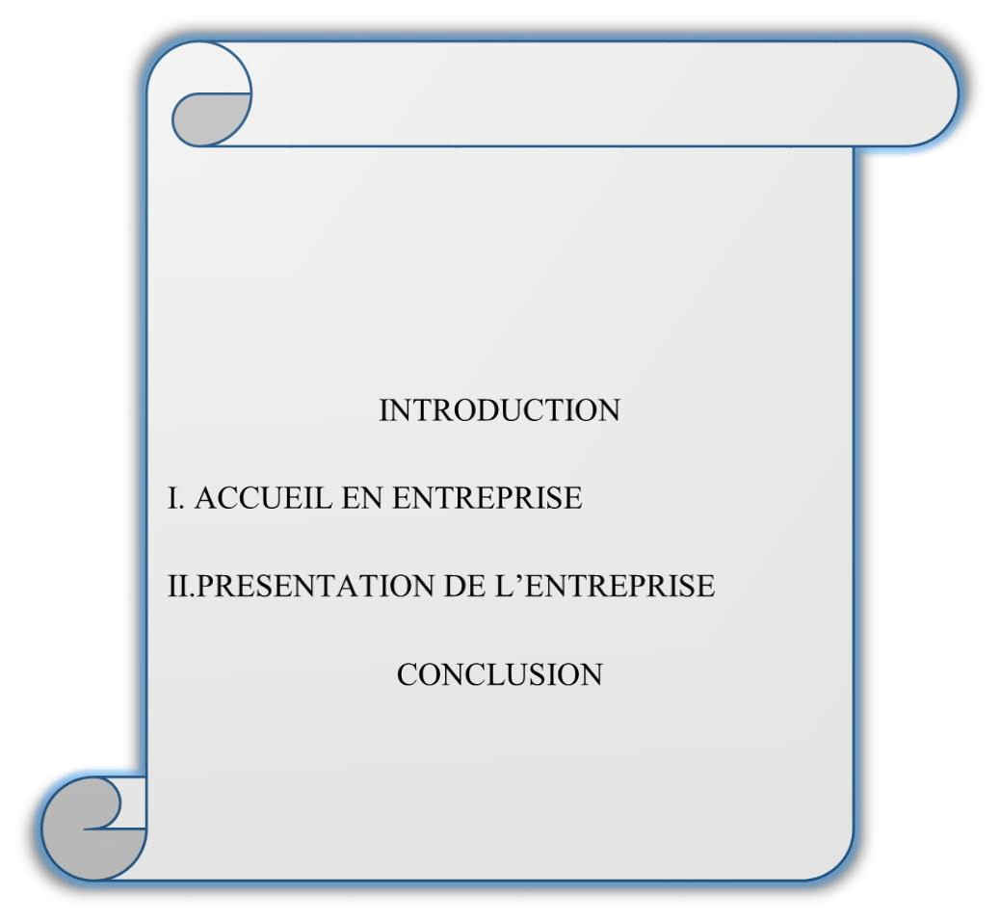 INTRODUCTION
I. ACCUEIL EN ENTREPRISE
II.PRESENTATION DE L’ENTREPRISE
CONCLUSION